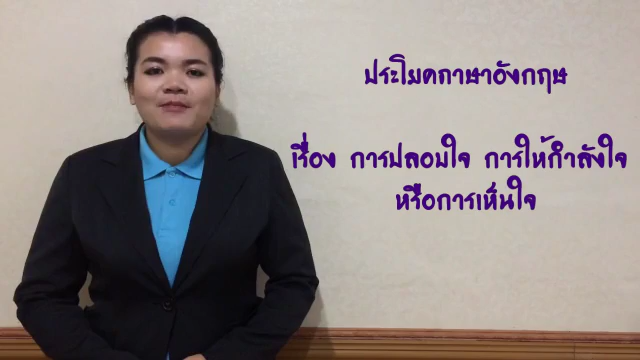 ประโยคภาษาอังกฤษ
เรื่อง การปลอบใจ การให้กำลังใจ
หรือการเห็นใจ